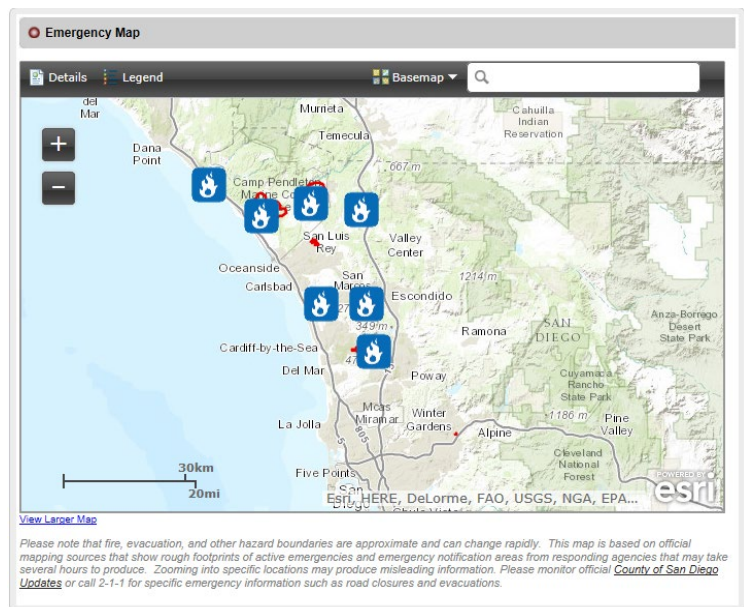 Emergency Map
Details
Legend
Basemap
del
Mar
Murrieta
Cahuilla
Indian
Reservation
Temecula
Dana
Point
667 m
Camp Pendleton
San Luis
Rey
Valley
Center
Oceanside
Carlsbad
San
Marcos
1214 m
Escondido
349 m
Ramona
SAN
DIEGO
Anza-Borrego
Desert
State Park
Cardiff-by-the-Sea
Del Mar
Poway
Cuyamaca
Rancho
State Park
Mcas
Miramar
Winter
Gardens
1186 m
Pine
Valley
La Jolla
805
5
15
Alpine
Cleveland
National
Forest
30km
20mi
Five Points
San
Diego
POWERED BY
esri
Esri, HERE, DeLorme, FAO, USGS, NGA, EPA...
View Larger Map
Please note that fire, evacuation, and other hazard boundaries are approximate and can change rapidly. This map is based on official
mapping sources that show rough footprints of active emergencies and emergency notification areas from responding agencies that may take
several hours to produce. Zooming into specific locations may produce misleading information. Please monitor official County of San Diego
Updates or call 2-1-1 for specific emergency information such as road closures and evacuations.